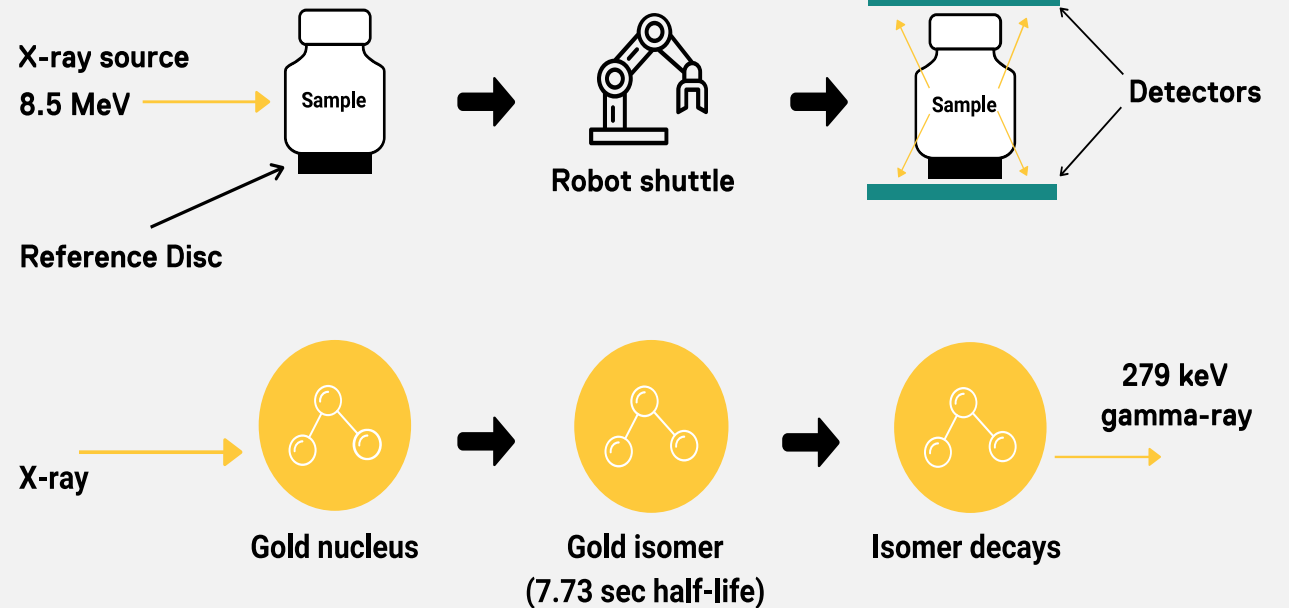 X-ray source
8.5 MeV
Sample
Reference Disc
Robot shuttle
Sample
Detectors
X-ray
Gold nucleus
Gold isomer
(7.73 sec half-life)
Isomer decays
279 keV
gamma-ray